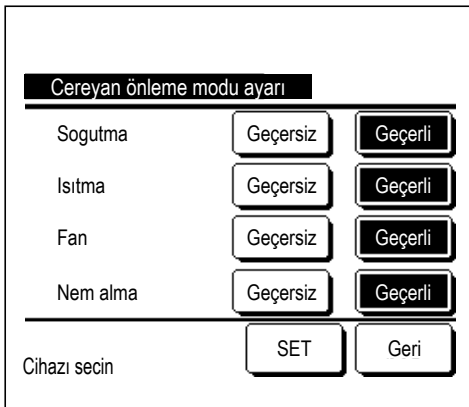 Cereyan önleme modu ayarı
Sogutma Geçersiz Geçerli
Isıtma Geçersiz Geçerli
Fan Geçersiz Geçerli
Nem alma Geçersiz Geçerli
SET Geri
Cihazı secin